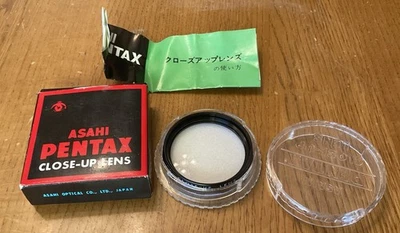 TAX
クローズアップレンズ
の使い方
ASAHI
PENTAX
CLOSE-UP LENS
ASAHI OPTICAL CO., LTD., JAPAN